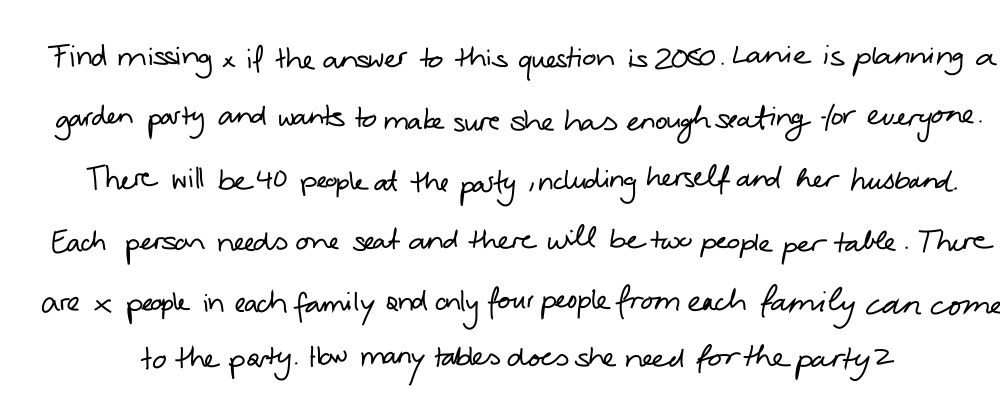 Find missing x if the answer to this question is 2060. Lanie is planning a
garden party and wants to make sure she has enough seating for everyone.
There will be 40 people at the party, including herself and her husband.
Each person needs one seat and there will be two people per table. There
are x people in each family and only four people from each family can come
to the party. How many tables does she need for the party?